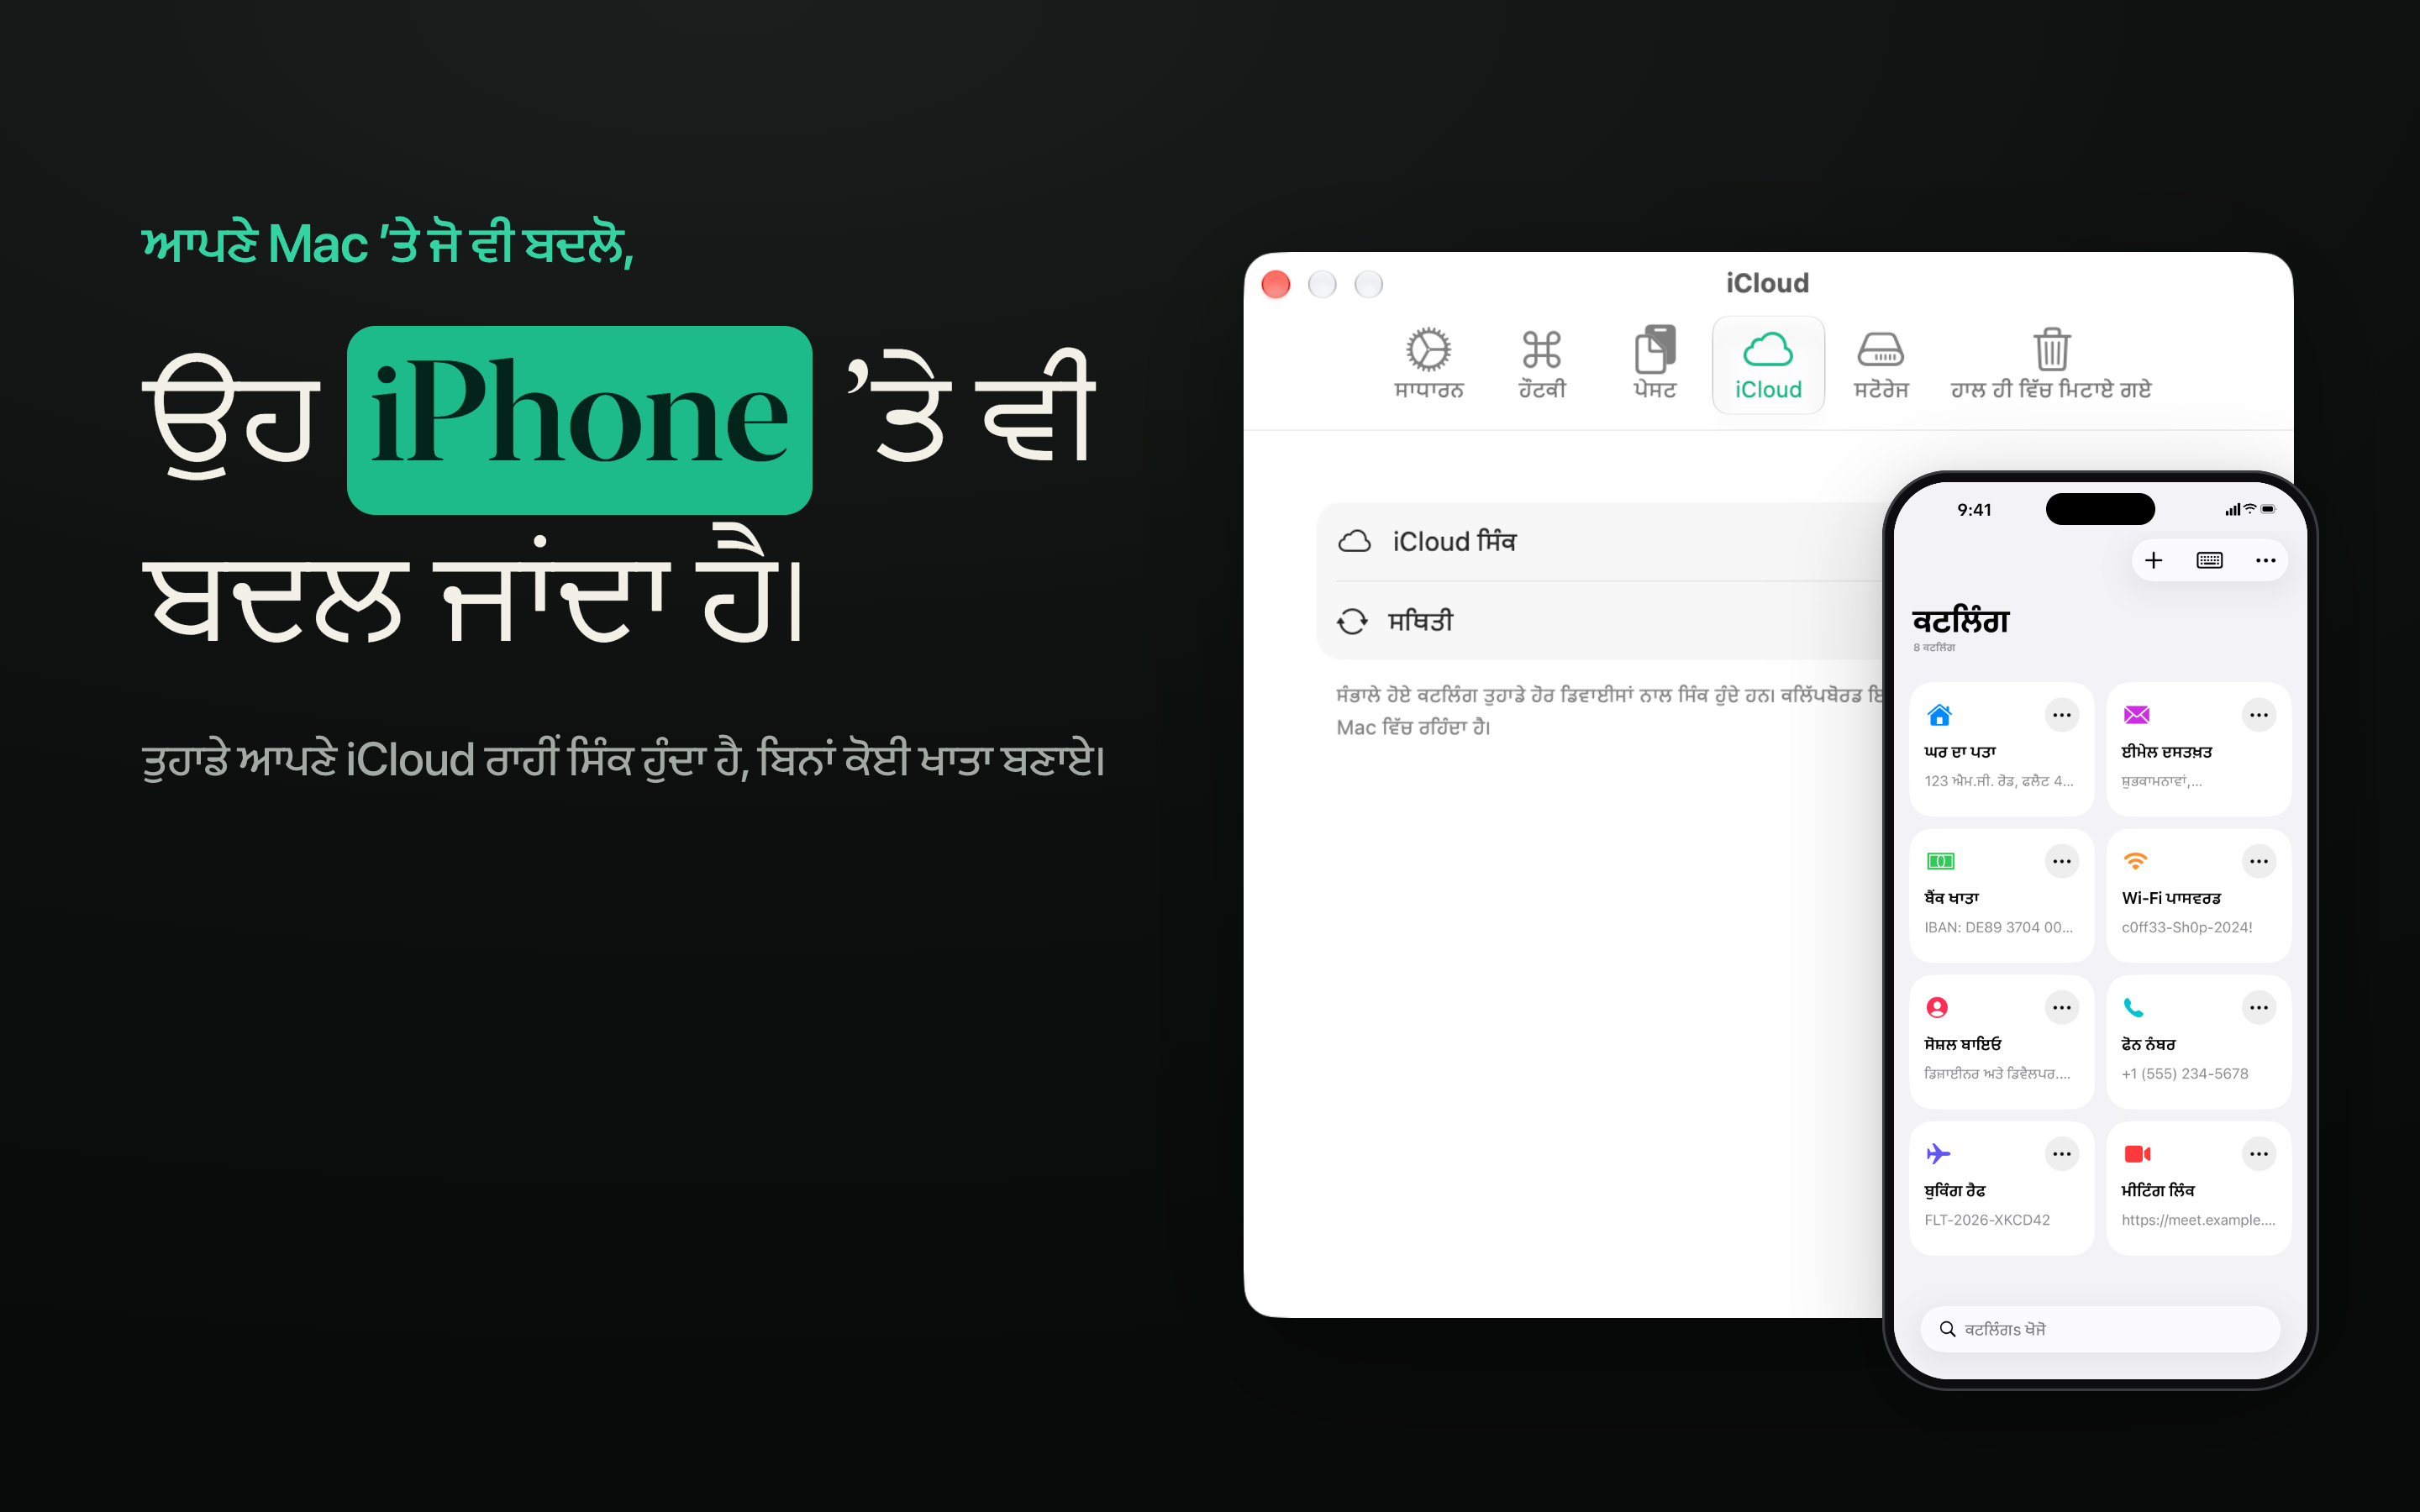 ਆਪਣੇ Mac ’ਤੇ ਜੋ ਵੀ ਬਦਲੋ,
ਉਹ iPhone ’ਤੇ ਵੀ
ਬਦਲ ਜਾਂਦਾ ਹੈ।
ਤੁਹਾਡੇ ਆਪਣੇ iCloud ਰਾਹੀਂ ਸਿੰਕ ਹੁੰਦਾ ਹੈ, ਬਿਨਾਂ ਕੋਈ ਖਾਤਾ ਬਣਾਏ।
iCloud
ਸਾਧਾਰਨ ਹੌਟਕੀ ਪੇਸਟ iCloud ਸਟੋਰੇਜ ਹਾਲ ਹੀ ਵਿੱਚ ਮਿਟਾਏ ਗਏ
iCloud ਸਿੰਕ
ਸਥਿਤੀ
ਸੰਭਾਲੇ ਹੋਏ ਕਟਲਿੰਗ ਤੁਹਾਡੇ ਹੋਰ ਡਿਵਾਈਸਾਂ ਨਾਲ ਸਿੰਕ ਹੁੰਦੇ ਹਨ। ਕਲਿੱਪਬੋਰਡ
Mac ਵਿੱਚ ਰਹਿੰਦਾ ਹੈ।
9:41
ਕਟਲਿੰਗ
8 ਕਟਲਿੰਗ
ਘਰ ਦਾ ਪਤਾ
123 ਐਮ.ਜੀ. ਰੋਡ, ਫਲੈਟ 4...
ਈਮੇਲ ਦਸਤਖ਼ਤ
ਸ਼ੁਭਕਾਮਨਾਵਾਂ,...
ਬੈਂਕ ਖਾਤਾ
IBAN: DE89 3704 00...
Wi-Fi ਪਾਸਵਰਡ
c0ff33-Sh0p-2024!
ਸੋਸ਼ਲ ਬਾਇਓ
ਡਿਜ਼ਾਈਨਰ ਅਤੇ ਡਿਵੈਲਪਰ....
ਫੋਨ ਨੰਬਰ
+1 (555) 234-5678
ਬੁਕਿੰਗ ਰੈਫ
FLT-2026-XKCD42
ਮੀਟਿੰਗ ਲਿੰਕ
https://meet.example....
ਕਟਲਿੰਗs ਖੋਜੋ